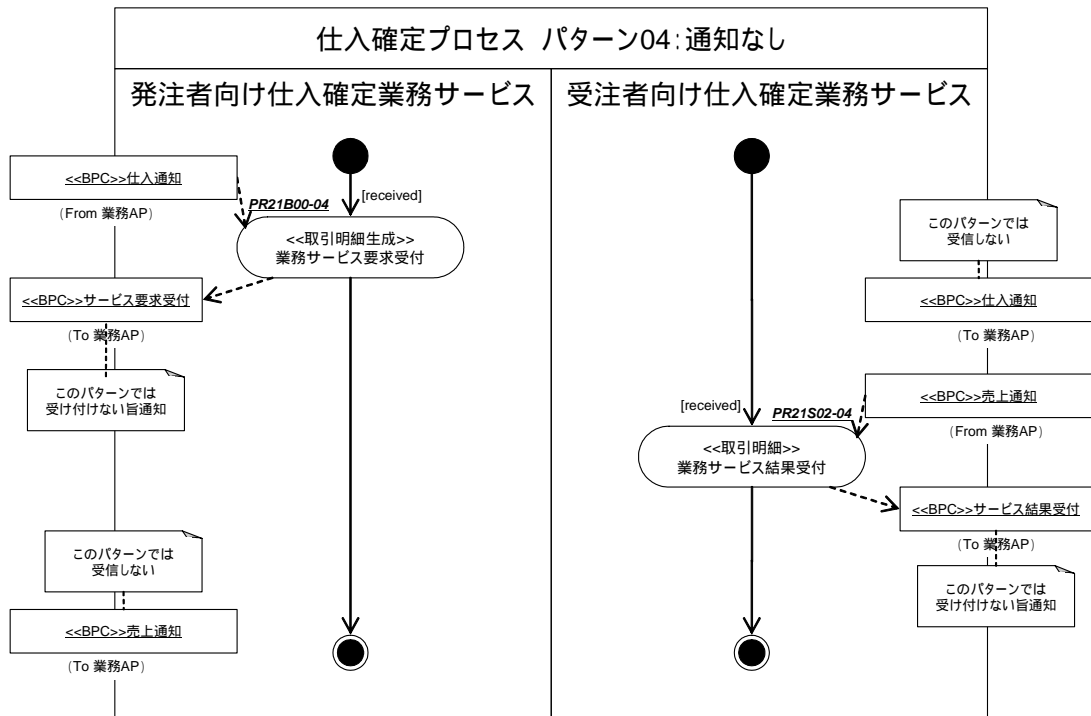 仕入確定プロセス パターン04:通知なし
発注者向け仕入確定業務サービス
受注者向け仕入確定業務サービス
<<BPC>>仕入通知
(From 業務AP)
PR21B00-04
[received]
<<取引明細生成>>
業務サービス要求受付
<<BPC>>サービス要求受付
(To 業務AP)
このパターンでは
受け付けない旨通知
このパターンでは
受信しない
<<BPC>>売上通知
(To 業務AP)
このパターンでは
受信しない
<<BPC>>仕入通知
(To 業務AP)
<<BPC>>売上通知
(From 業務AP)
[received]
PR21S02-04
<<取引明細>>
業務サービス結果受付
<<BPC>>サービス結果受付
(To 業務AP)
このパターンでは
受け付けない旨通知